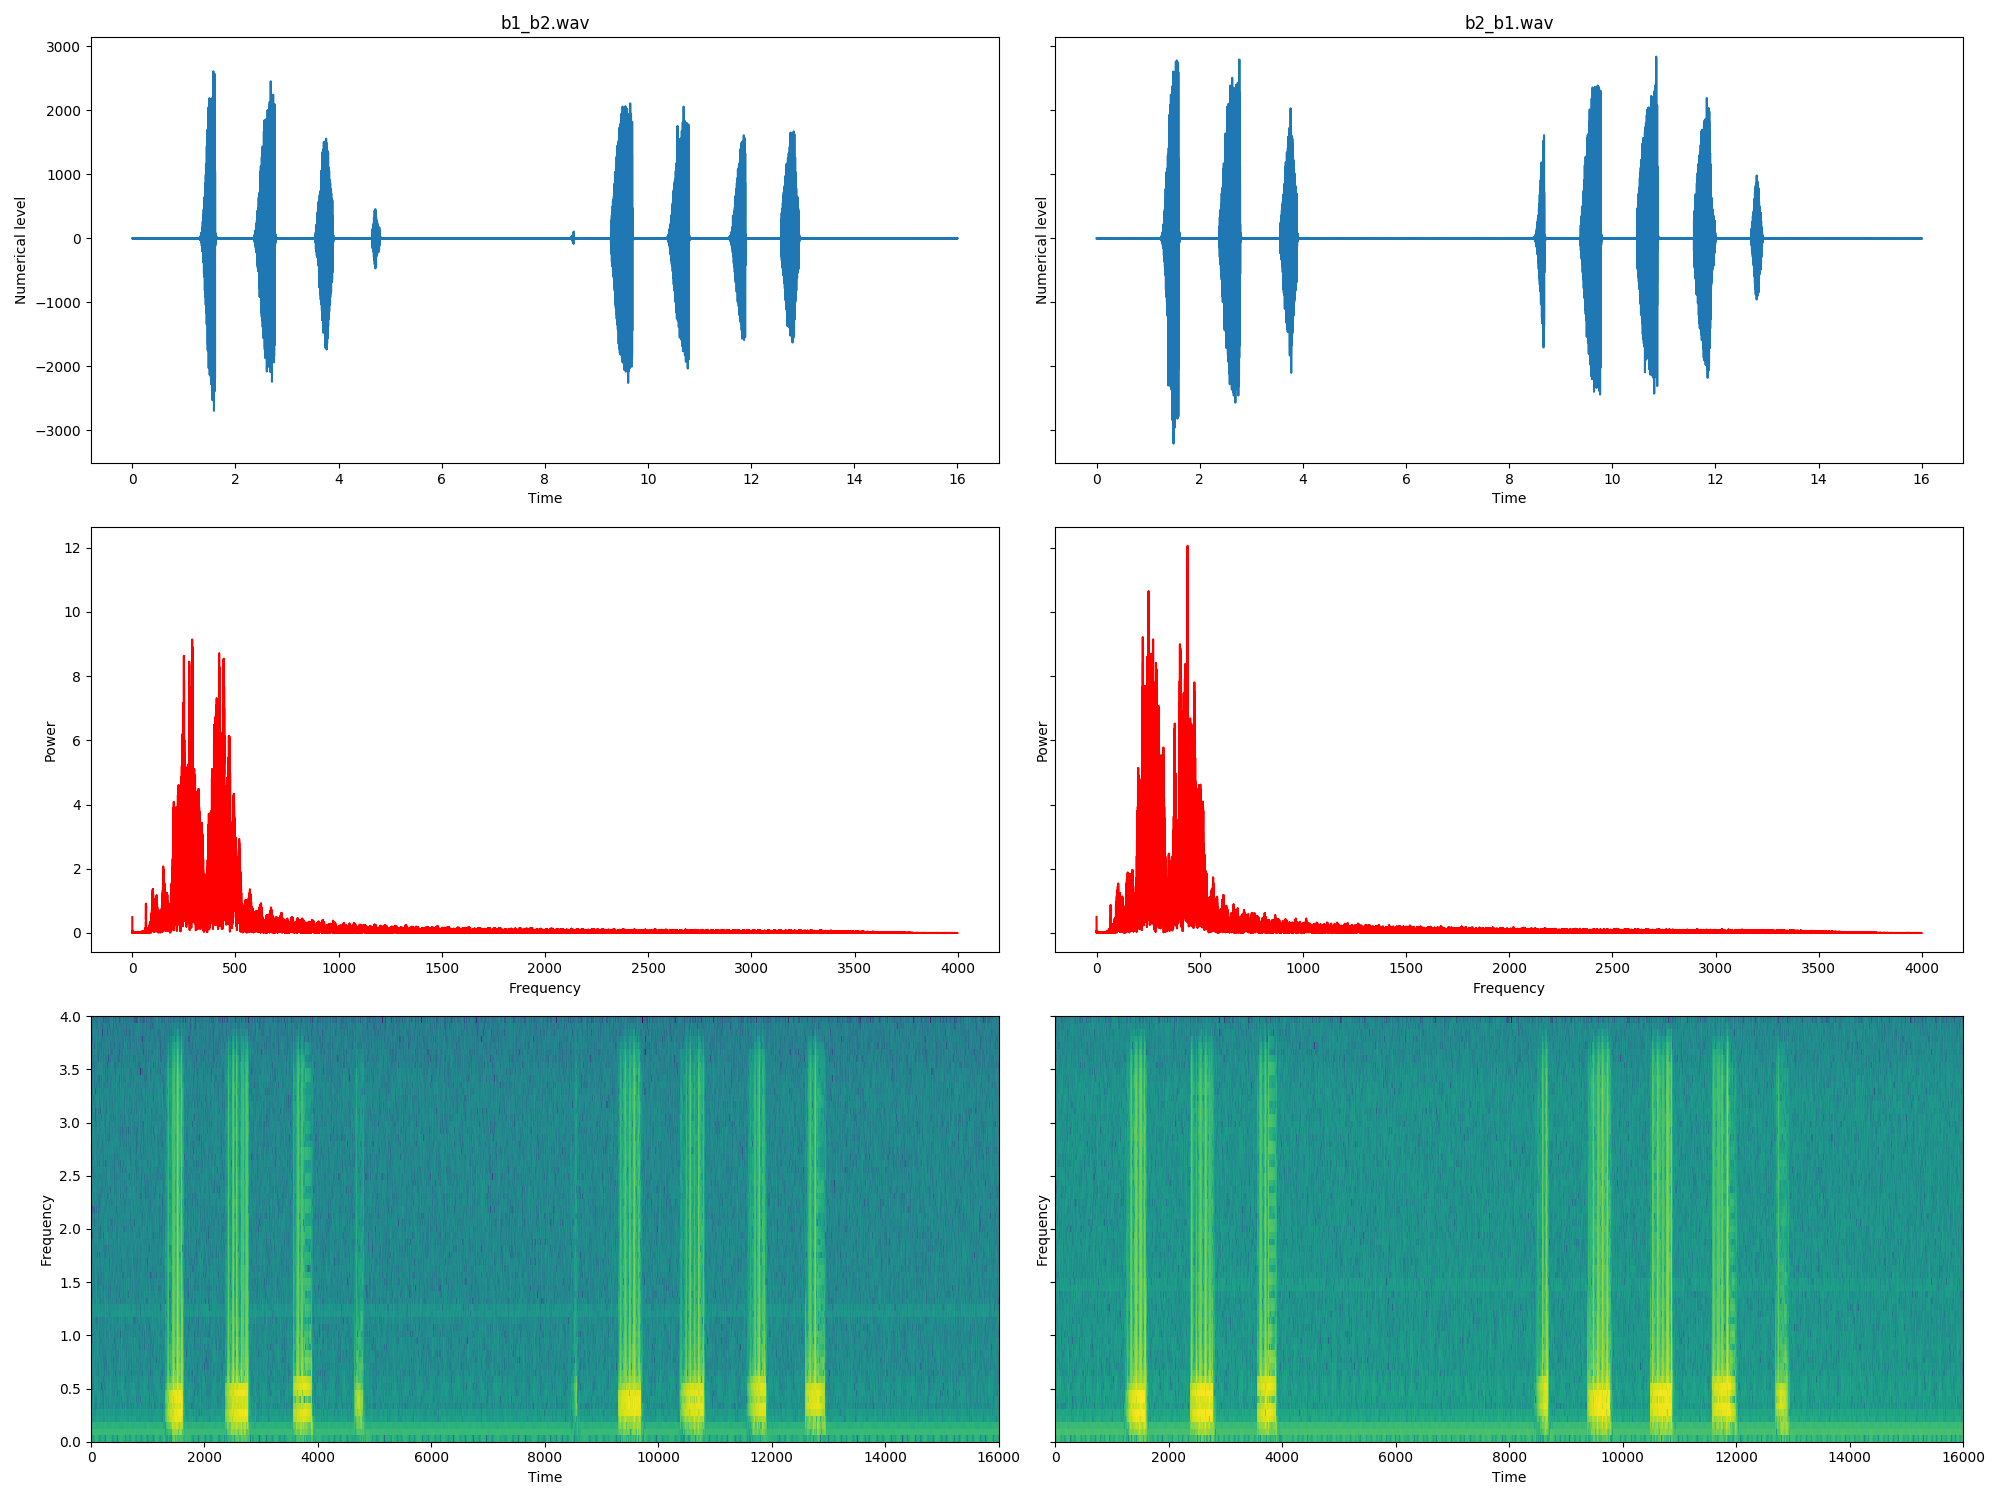 b1_b2.wav
b2_b1.wav
3000
2000
1000
0
−1000
−2000
−3000
Numerical level
Numerical level
0 2 4 6 8 10 12 14 16
0 2 4 6 8 10 12 14 16
Time
Time
12
10
8
6
4
2
0
Power
Power
0 500 1000 1500 2000 2500 3000 3500 4000
0 500 1000 1500 2000 2500 3000 3500 4000
Frequency
Frequency
4.0
3.5
3.0
2.5
2.0
1.5
1.0
0.5
0.0
Frequency
Frequency
0 2000 4000 6000 8000 10000 12000 14000 16000
0 2000 4000 6000 8000 10000 12000 14000 16000
Time
Time